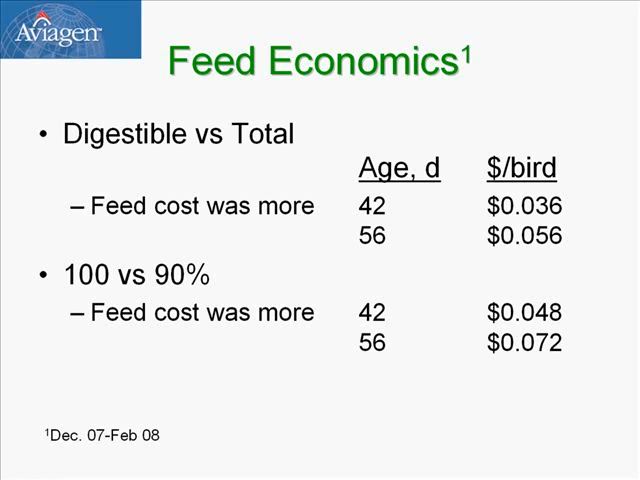 Aviagen™
Feed Economics¹
• Digestible vs Total
Age, d $/bird
– Feed cost was more 42 $0.036
56 $0.056
• 100 vs 90%
– Feed cost was more 42 $0.048
56 $0.072
¹Dec. 07-Feb 08